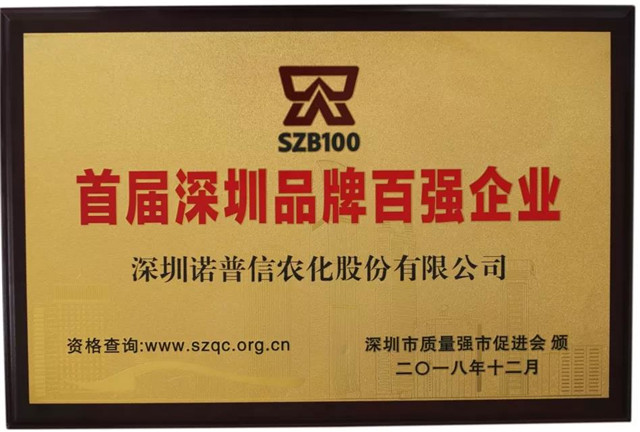 SZB100
首届深圳品牌百强企业
深圳诺普信农化股份有限公司
资格查询:www.szqc.org.cn
深圳市质量强市促进会 颁
二〇一八年十二月